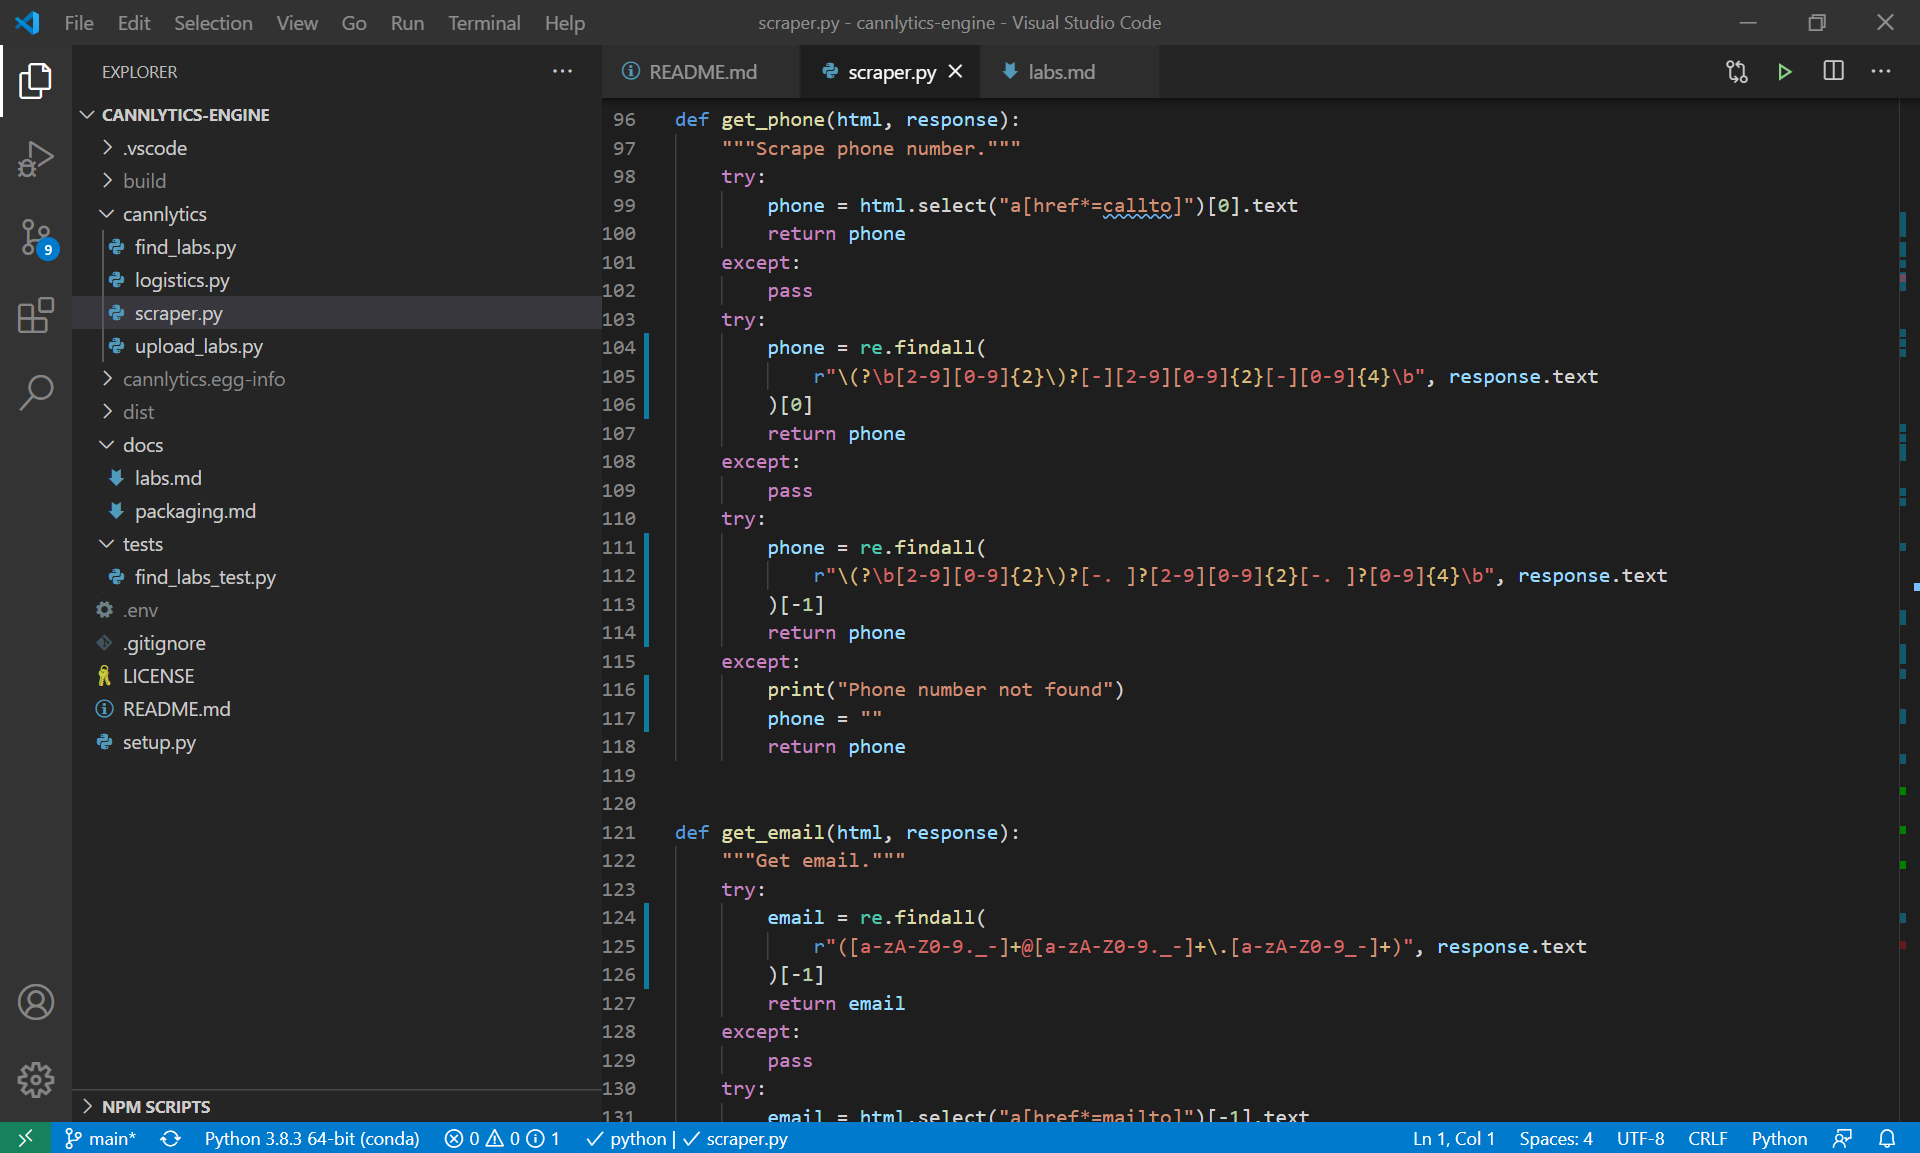 File Edit Selection View Go Run Terminal Help scraper.py - cannlytics-engine - Visual Studio Code
EXPLORER
CANNLYTICS-ENGINE
.vscode
build
cannlytics
find_labs.py
logistics.py
scraper.py
upload_labs.py
cannlytics.egg-info
dist
docs
labs.md
packaging.md
tests
find_labs_test.py
.env
.gitignore
LICENSE
README.md
setup.py
NPM SCRIPTS
9
README.md scraper.py labs.md
96 def get_phone(html, response):
97 """Scrape phone number."""
98 try:
99 phone = html.select("a[href*=callto]")[0].text
100 return phone
101 except:
102 pass
103 try:
104 phone = re.findall(
105 r"\(?\b[2-9][0-9]{2}\)?[-][2-9][0-9]{2}[-][0-9]{4}\b", response.text
106 )[0]
107 return phone
108 except:
109 pass
110 try:
111 phone = re.findall(
112 r"\(?\b[2-9][0-9]{2}\)?[-. ]?[2-9][0-9]{2}[-. ]?[0-9]{4}\b", response.text
113 )[-1]
114 return phone
115 except:
116 print("Phone number not found")
117 phone = ""
118 return phone
119
120
121 def get_email(html, response):
122 """Get email."""
123 try:
124 email = re.findall(
125 r"([a-zA-Z0-9._-]+@[a-zA-Z0-9._-]+\.[a-zA-Z0-9_-]+)", response.text
126 )[-1]
127 return email
128 except:
129 pass
130 try:
131 email = html.select("a[href*=mailto]")[-1].text
main* Python 3.8.3 64-bit (conda) 0 0 1 python | scraper.py Ln 1, Col 1 Spaces: 4 UTF-8 CRLF Python